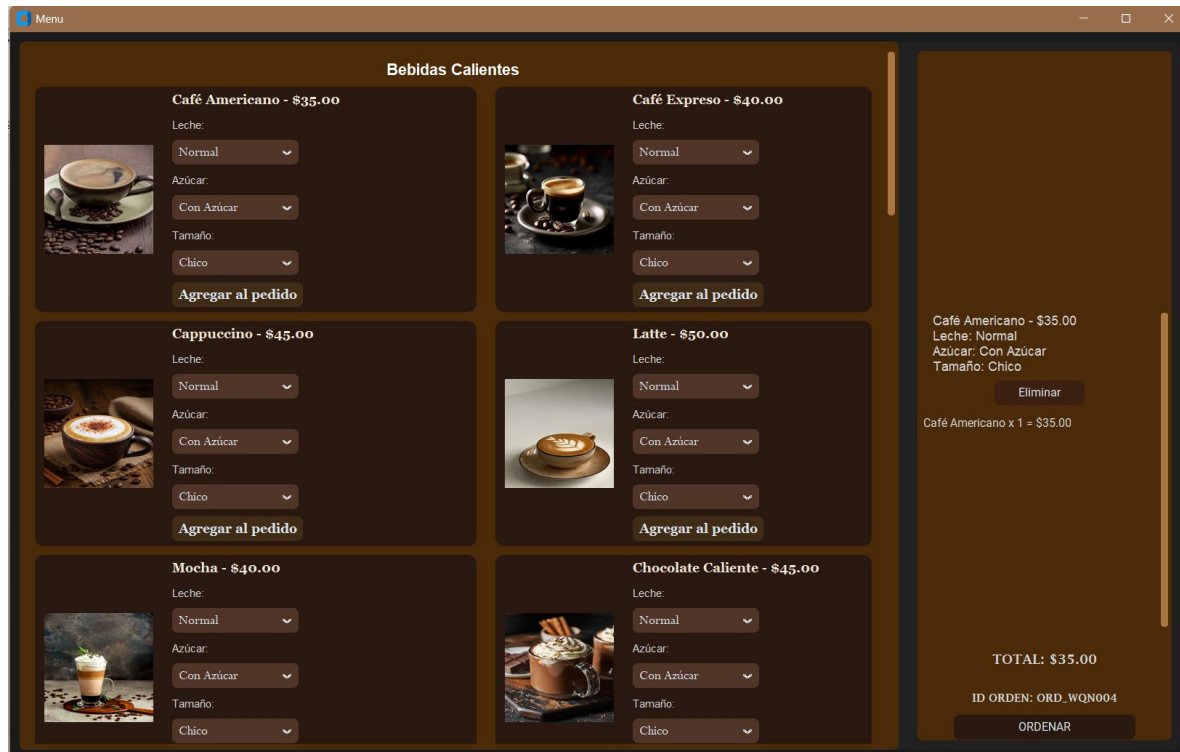 Menu
Bebidas Calientes
Café Americano - $35.00
Leche:
Normal
Azúcar:
Con Azúcar
Tamaño:
Chico
Agregar al pedido
Café Expreso - $40.00
Leche:
Normal
Azúcar:
Con Azúcar
Tamaño:
Chico
Agregar al pedido
Cappuccino - $45.00
Leche:
Normal
Azúcar:
Con Azúcar
Tamaño:
Chico
Agregar al pedido
Latte - $50.00
Leche:
Normal
Azúcar:
Con Azúcar
Tamaño:
Chico
Agregar al pedido
Mocha - $40.00
Leche:
Normal
Azúcar:
Con Azúcar
Tamaño:
Chico
Chocolate Caliente - $45.00
Leche:
Normal
Azúcar:
Con Azúcar
Tamaño:
Chico
Café Americano - $35.00
Leche: Normal
Azúcar: Con Azúcar
Tamaño: Chico
Eliminar
Café Americano x 1 = $35.00
TOTAL: $35.00
ID ORDEN: ORD_WQN004
ORDENAR